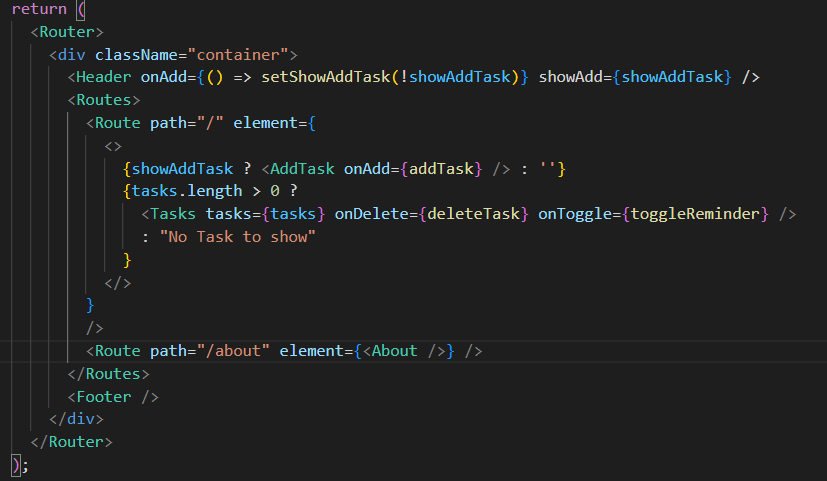 return (
<Router>
<div className="container">
<Header onAdd={() => setShowAddTask(!showAddTask)} showAdd={showAddTask} />
<Routes>
<Route path="/" element={
<>
{showAddTask ? <AddTask onAdd={addTask} /> : ''}
{tasks.length > 0 ?
<Tasks tasks={tasks} onDelete={deleteTask} onToggle={toggleReminder} />
: "No Task to show"
}
</>
}
/>
<Route path="/about" element={<About />} />
</Routes>
<Footer />
</div>
</Router>
);